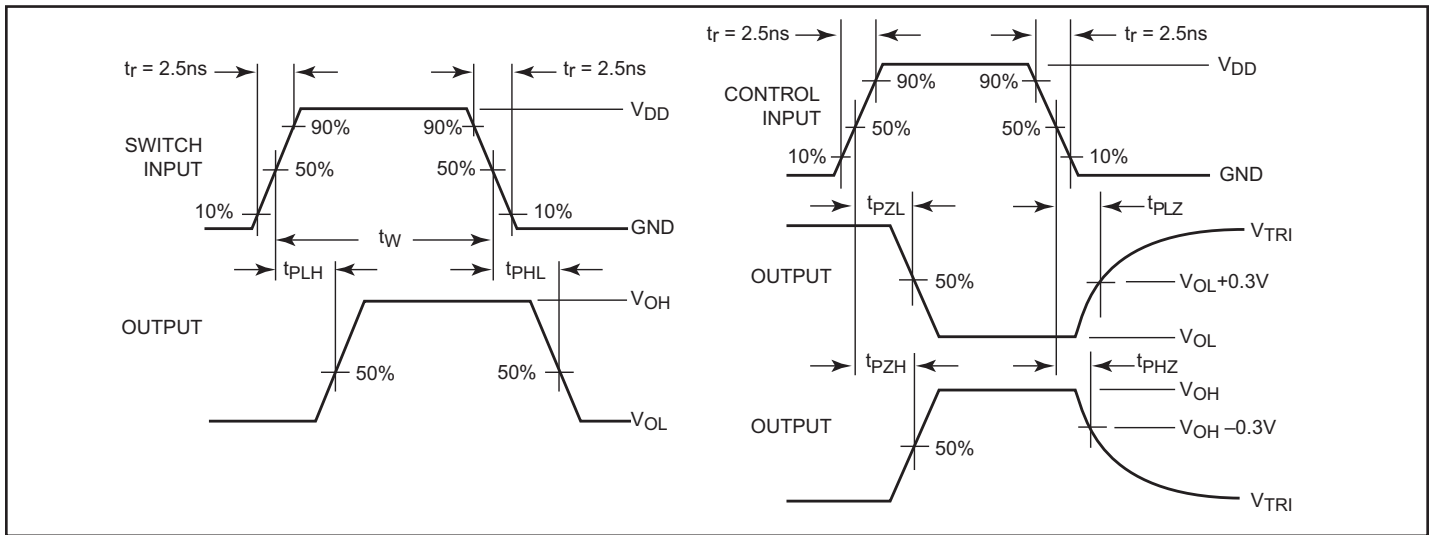 tr = 2.5ns
tr = 2.5ns
VDD
90%
90%
SWITCH
INPUT
50%
50%
10%
10%
GND
tW
tPLH
tPHL
VOH
OUTPUT
50%
50%
VOL
tr = 2.5ns
tr = 2.5ns
VDD
90%
90%
CONTROL
INPUT
50%
50%
10%
10%
GND
tPZL
tPLZ
VTRI
OUTPUT
50%
VOL+0.3V
VOL
tPZH
tPHZ
VOH
VOH –0.3V
OUTPUT
50%
VTRI